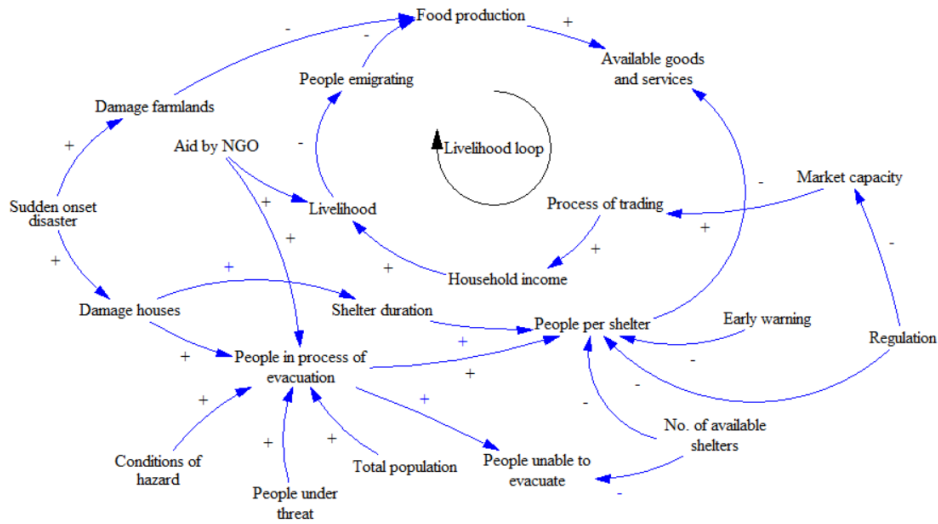 Food production
+
-
-
Available goods
and services
People emigrating
Damage farmlands
+
Aid by NGO
-
Livelihood loop
Market capacity
-
Sudden onset
disaster
Livelihood
+
Process of trading
+
+
+
-
+
+
+
Household income
Damage houses
Shelter duration
People per shelter
Early warning
Regulation
+
+
People in process of
evacuation
+
-
-
+
+
-
+
+
No. of available
shelters
Conditions of
hazard
Total population
People unable to
evacuate
People under
threat
-